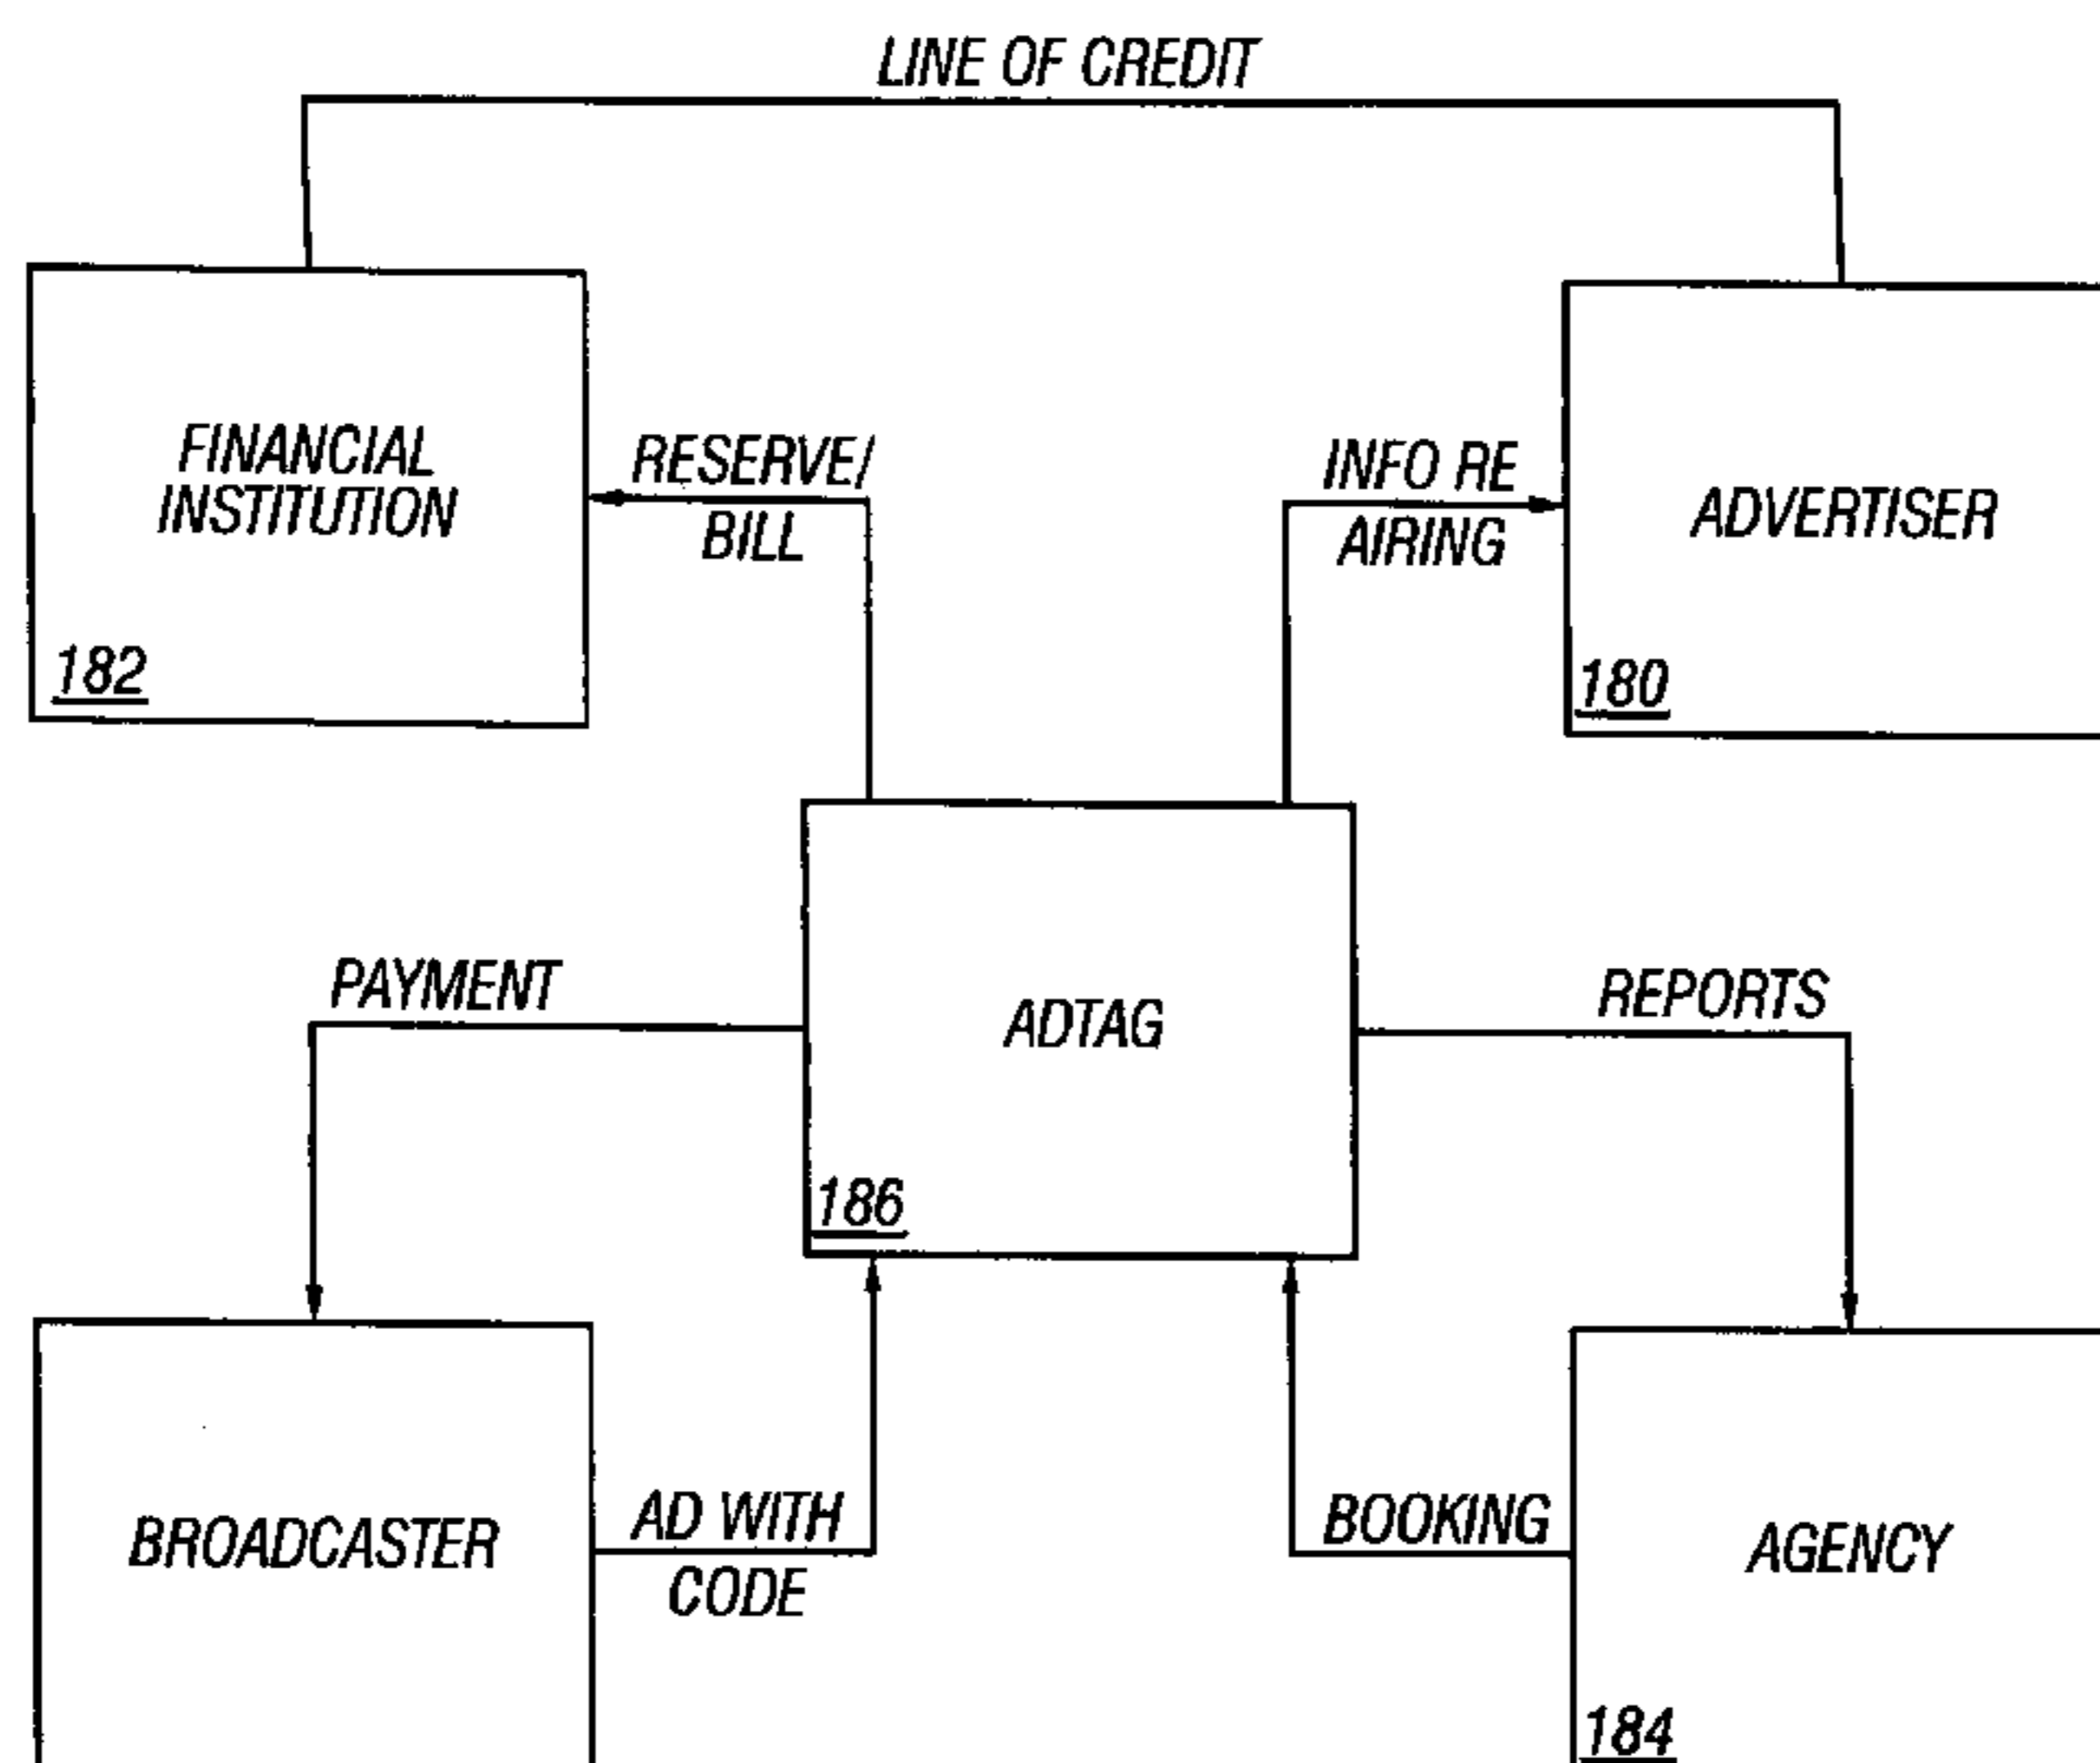 LINE OF CREDIT
FINANCIAL
INSTITUTION
182
RESERVE/
BILL
INFO RE
AIRING
ADVERTISER
180
PAYMENT
ADTAG
186
REPORTS
BROADCASTER
AD WITH
CODE
BOOKING
AGENCY
184